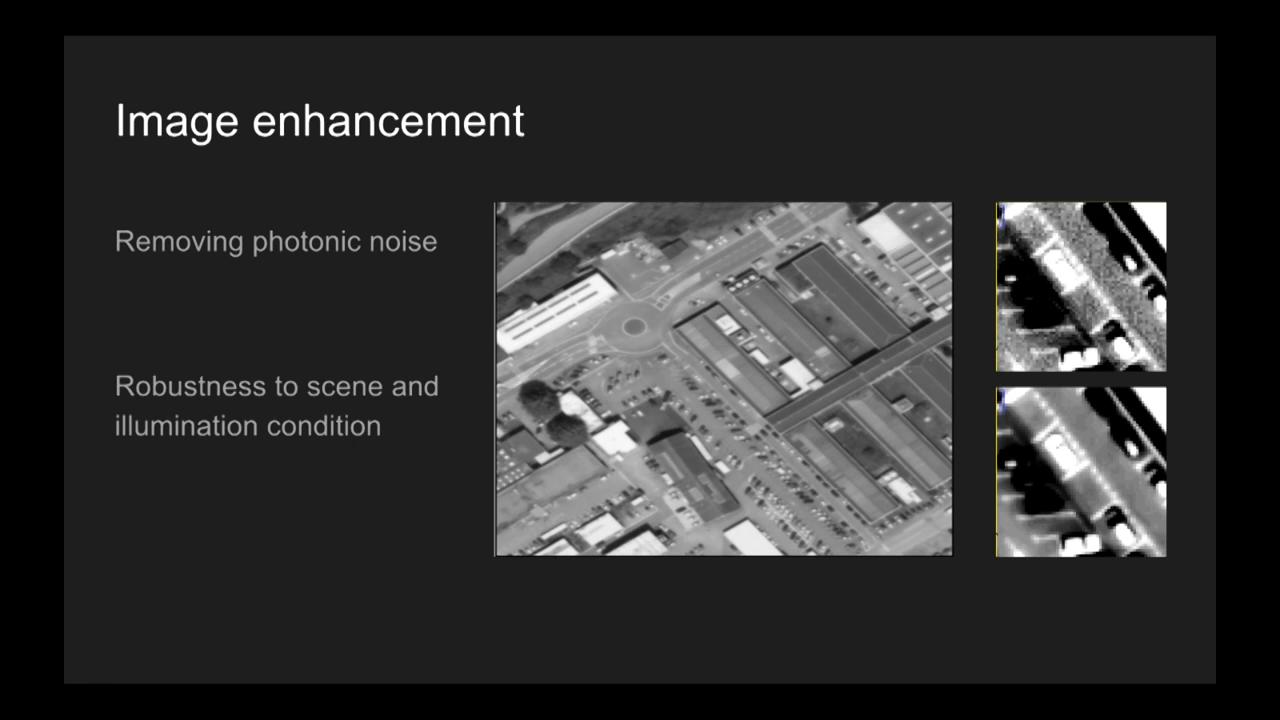 Image enhancement
Removing photonic noise
Robustness to scene and
illumination condition